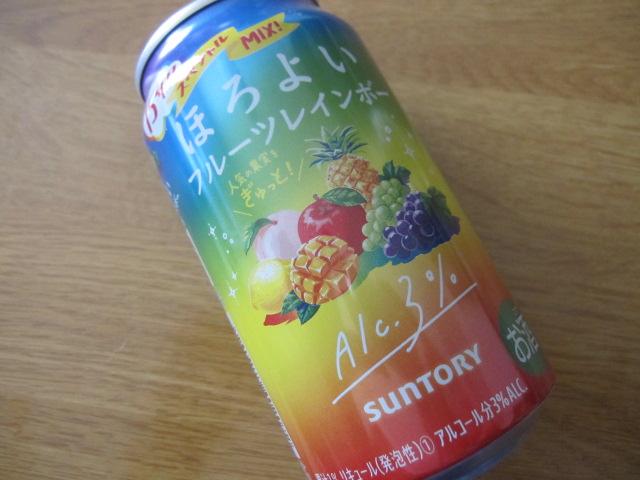 スペシャル
MIX!
ほろよい
フルーツレインボー
人気の果実を
ぎゅっと!
Alc.3%
SUNTORY
お酒
リキュール(発泡性)① アルコール分3%ALC.